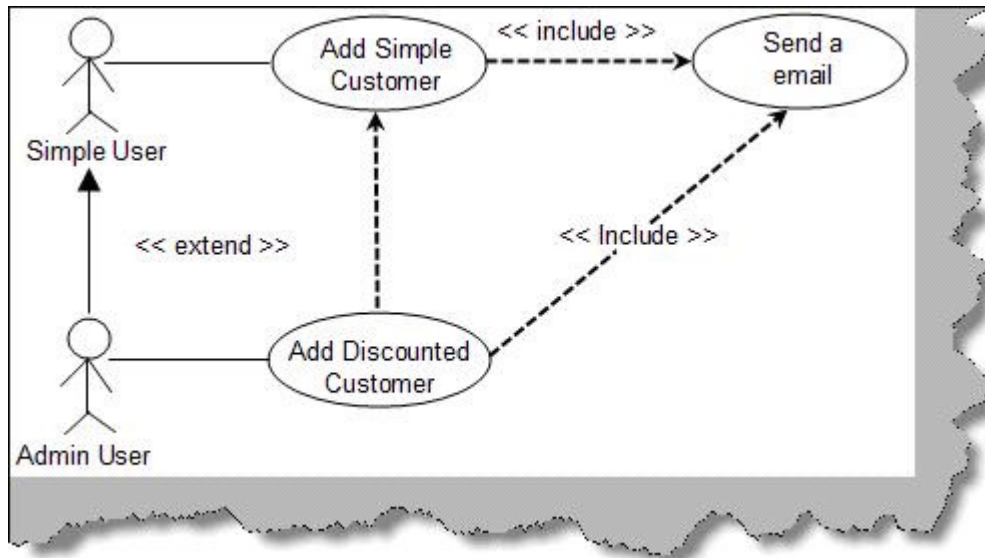 Add Simple
Customer
<< include >>
Send a
email
Simple User
<< extend >>
<< Include >>
Add Discounted
Customer
Admin User